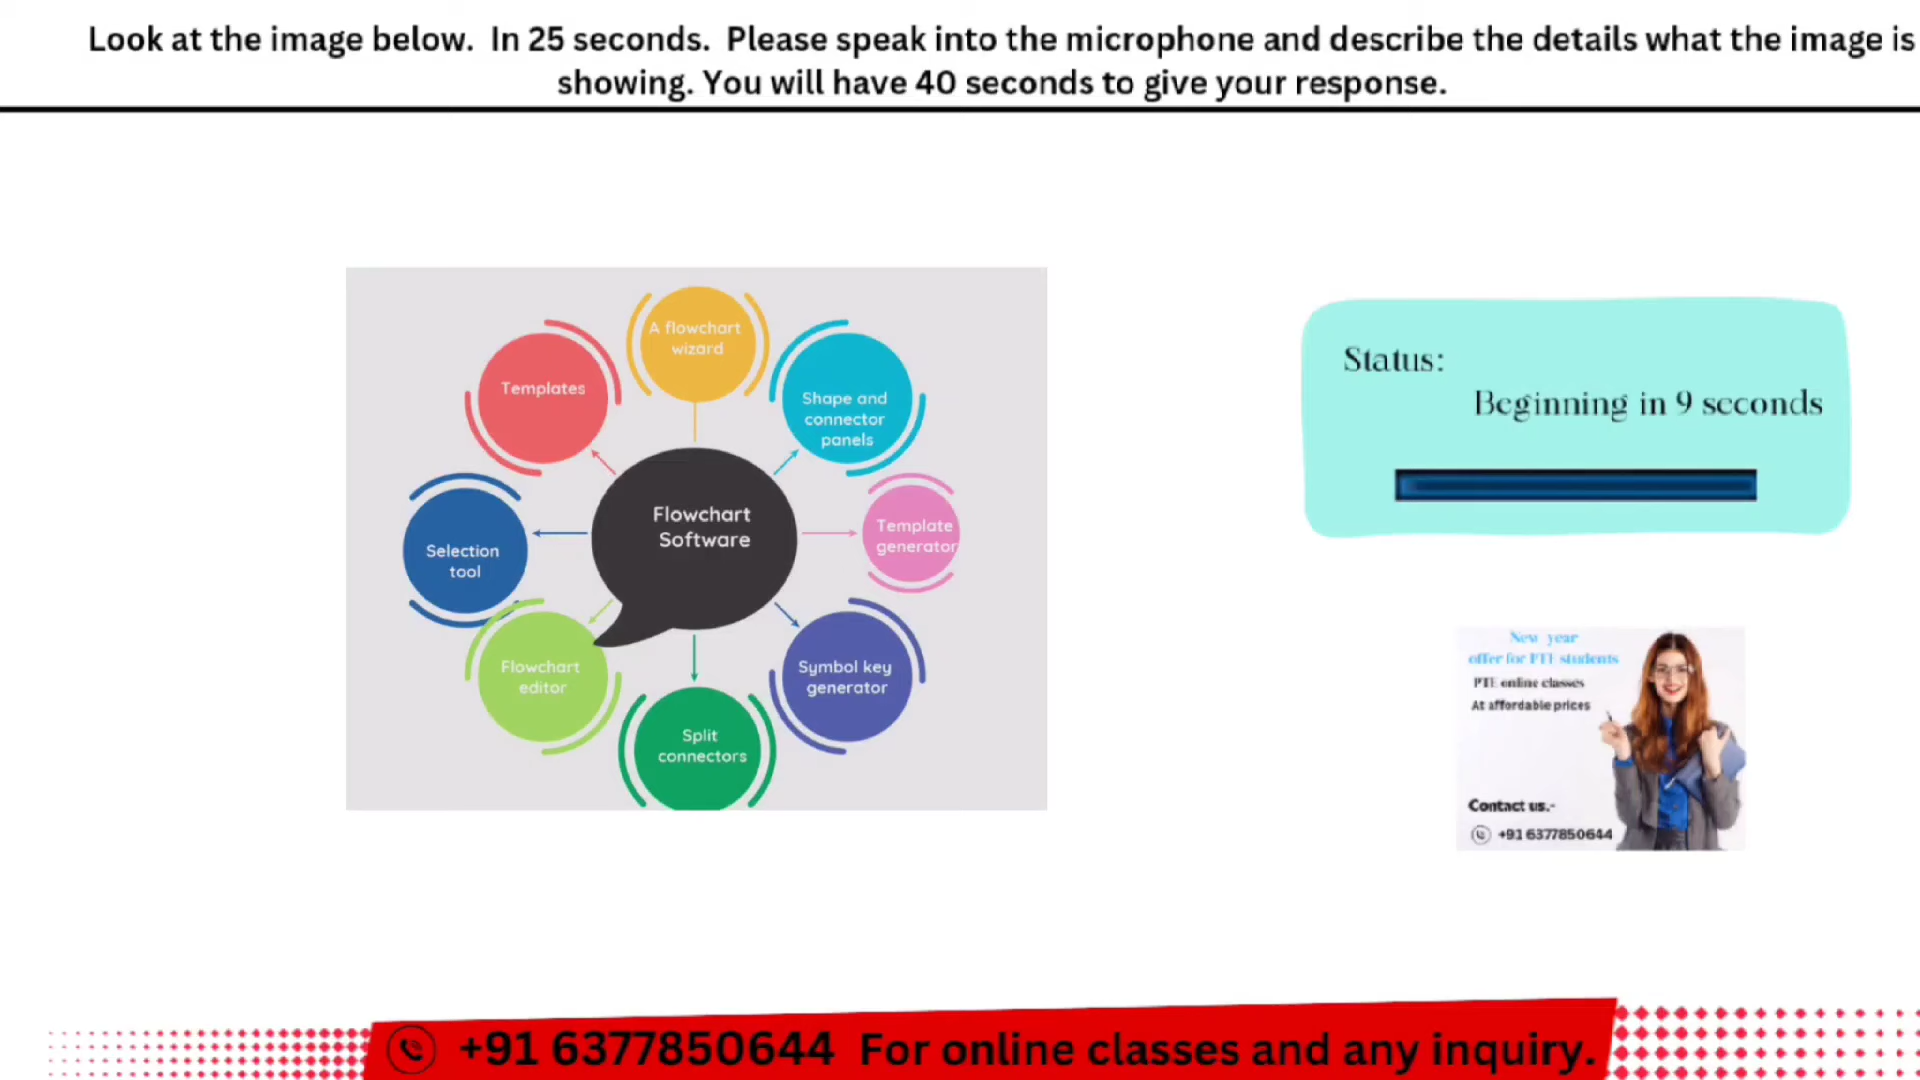 Look at the image below. In 25 seconds. Please speak into the microphone and describe the details what the image is
showing. You will have 40 seconds to give your response.
A flowchart
wizard
Templates
Shape and
connector
panels
Flowchart
Software
Template
generator
Selection
tool
Flowchart
editor
Symbol key
generator
Split
connectors
Status:
Beginning in 9 seconds
New year
offer for PTE students
PTE online classes
At affordable prices
Contact us.-
+91 6377850644
+91 6377850644 For online classes and any inquiry.